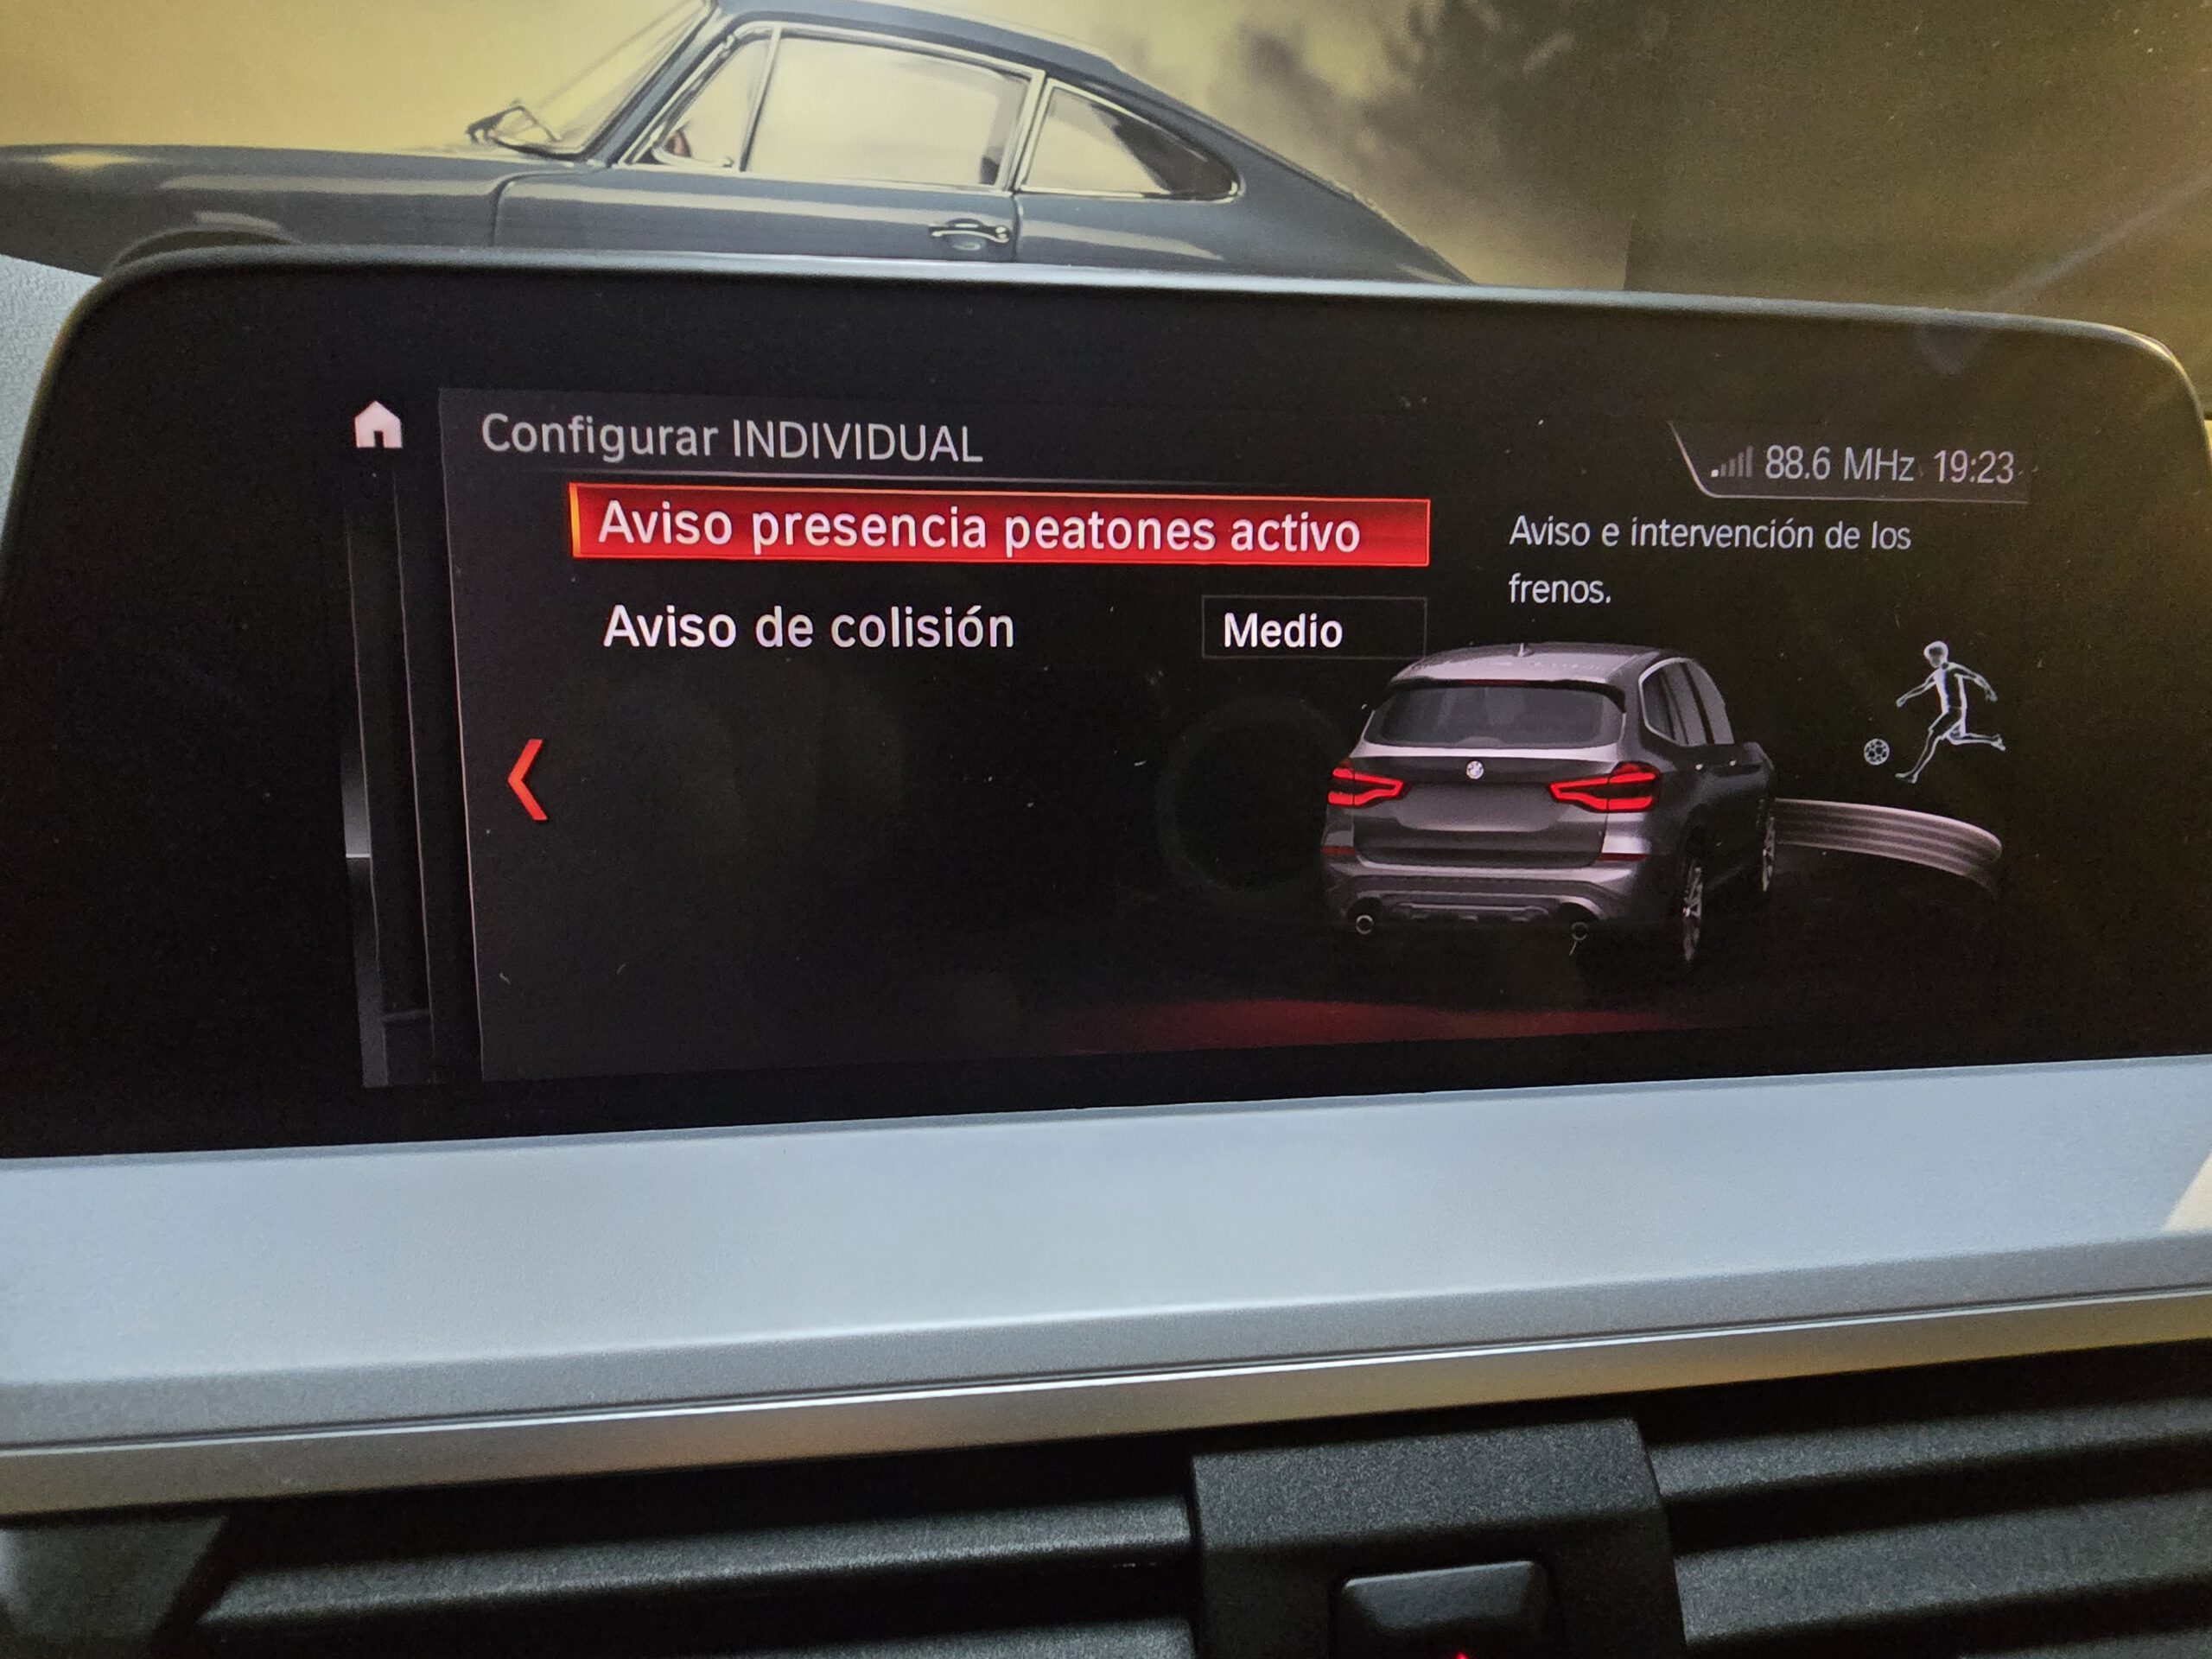 Configurar INDIVIDUAL
88.6 MHz 19:23
Aviso presencia peatones activo
Aviso e intervención de los
frenos.
Aviso de colisión Medio